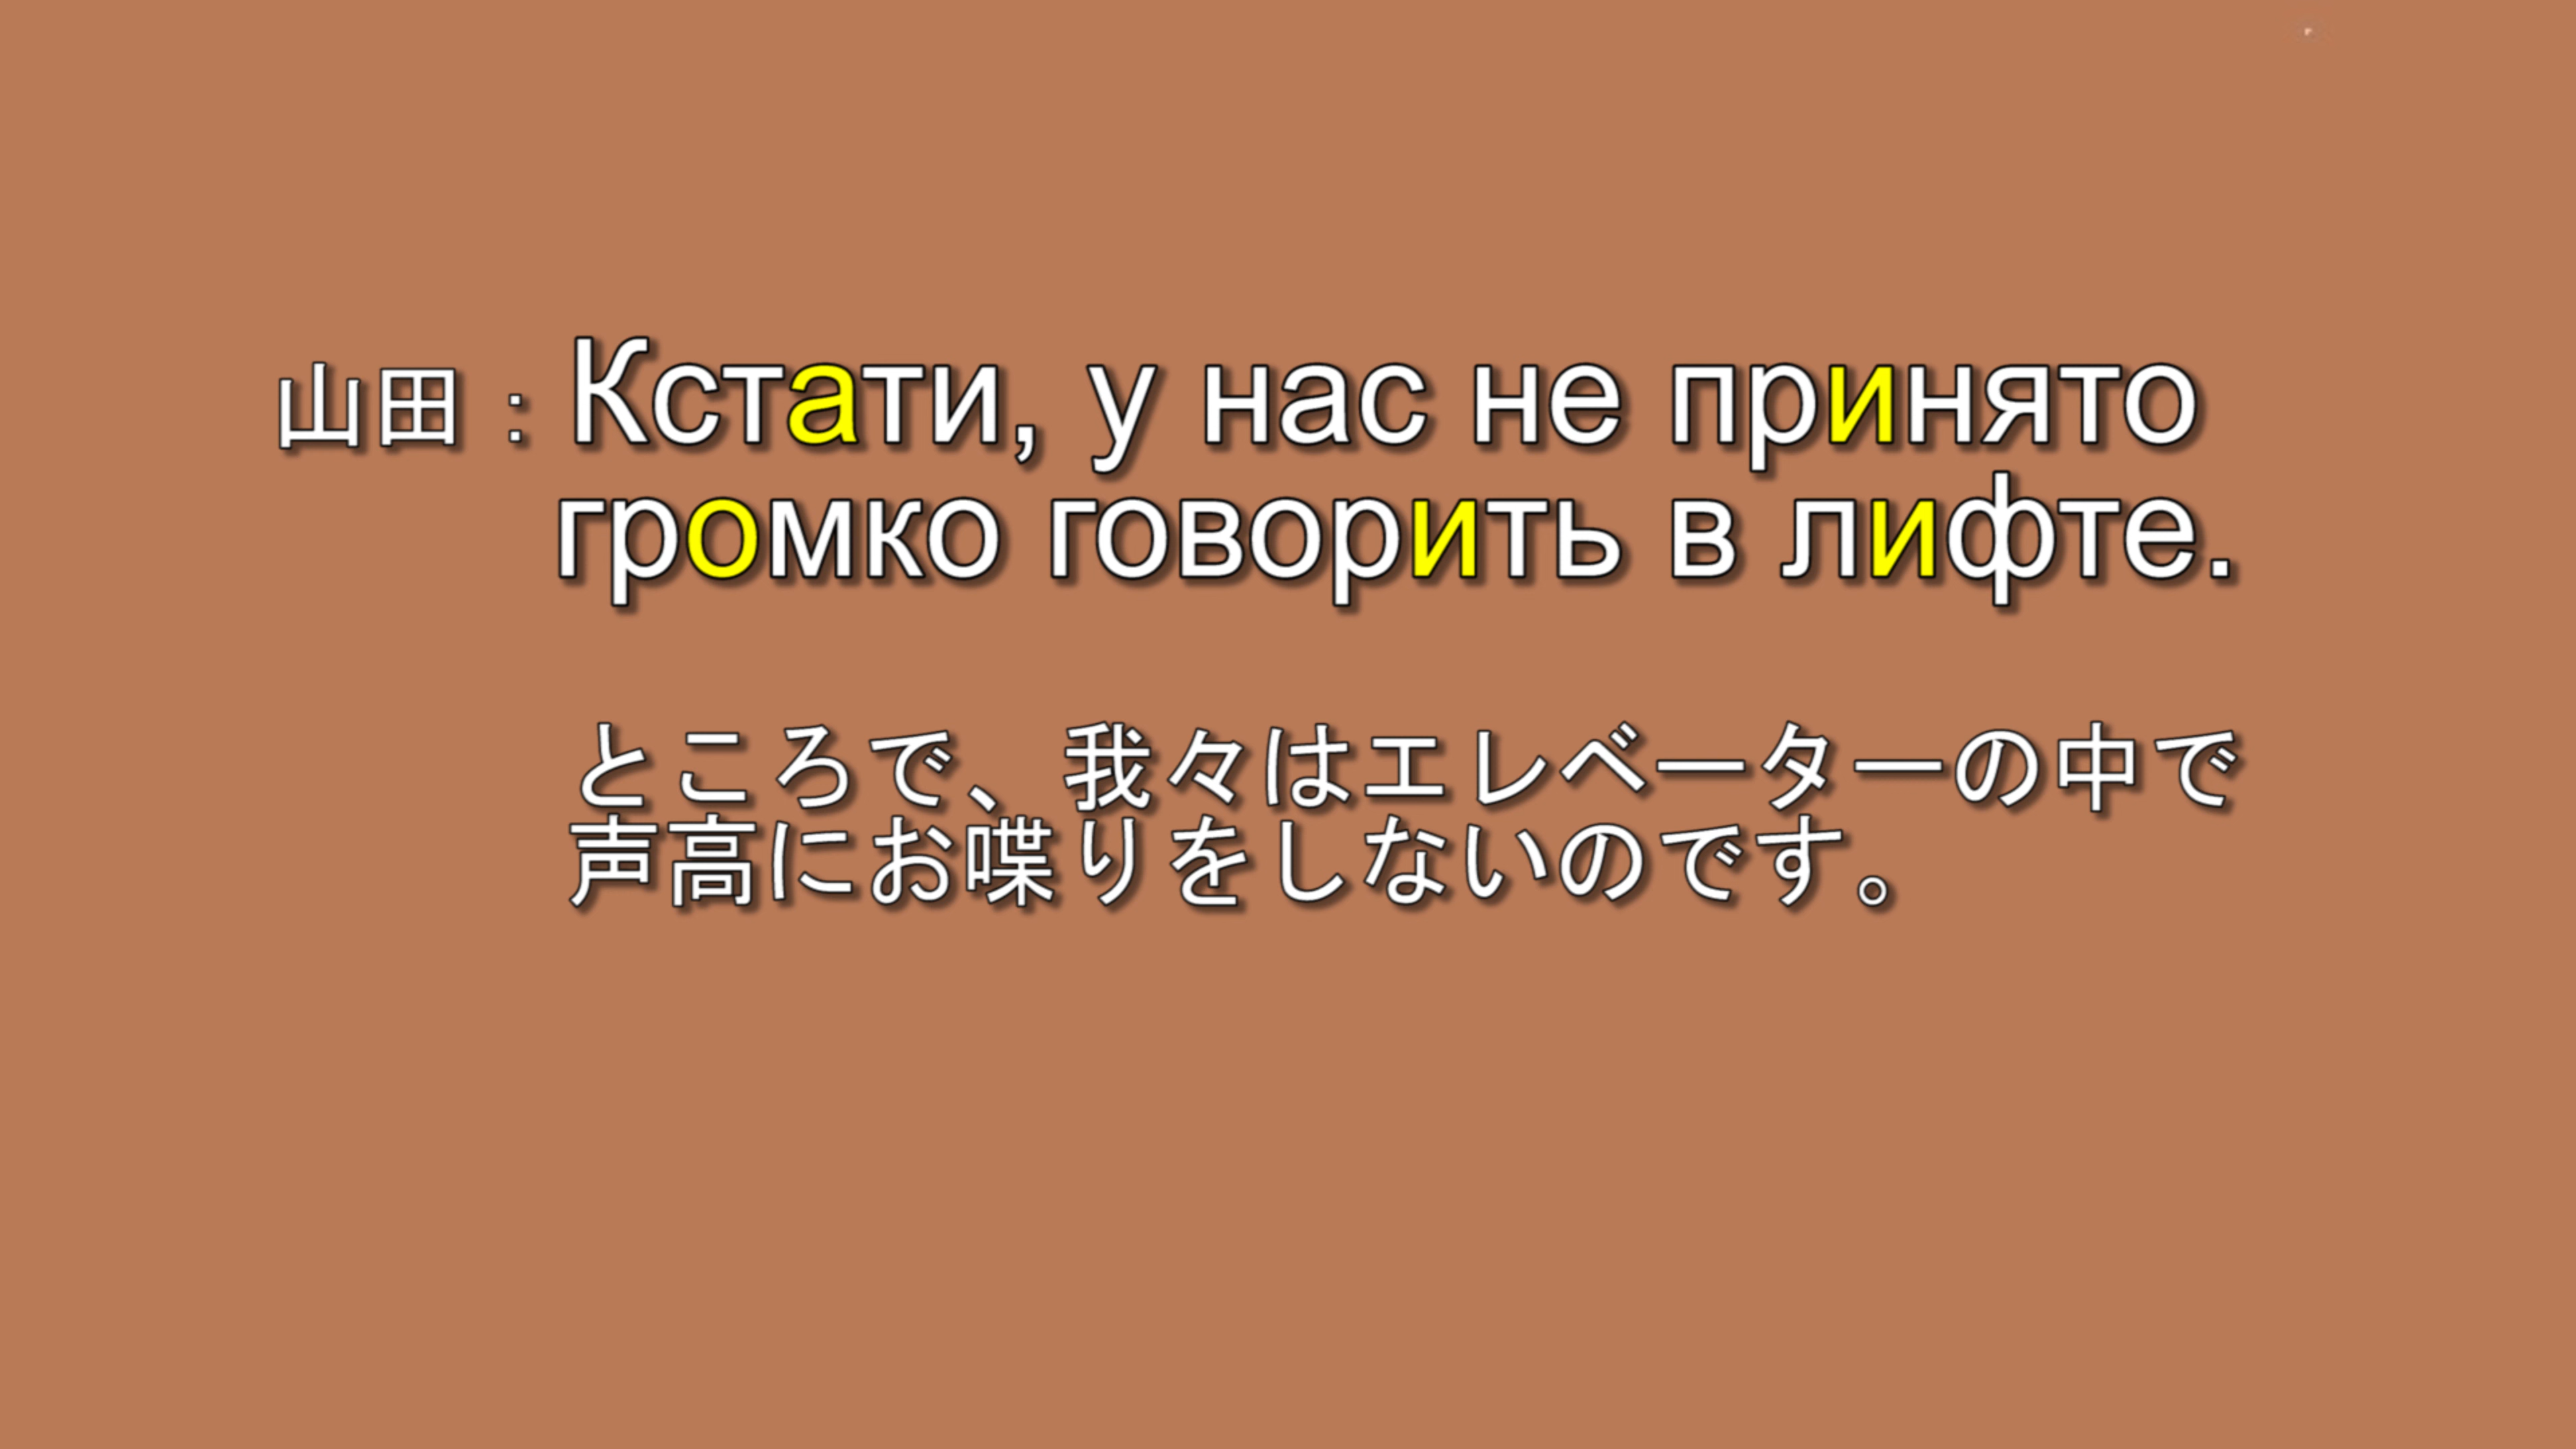 山田：Кстати, у нас не принято
громко говорить в лифте.
ところで、我々はエレベーターの中で
声高にお喋りをしないのです。